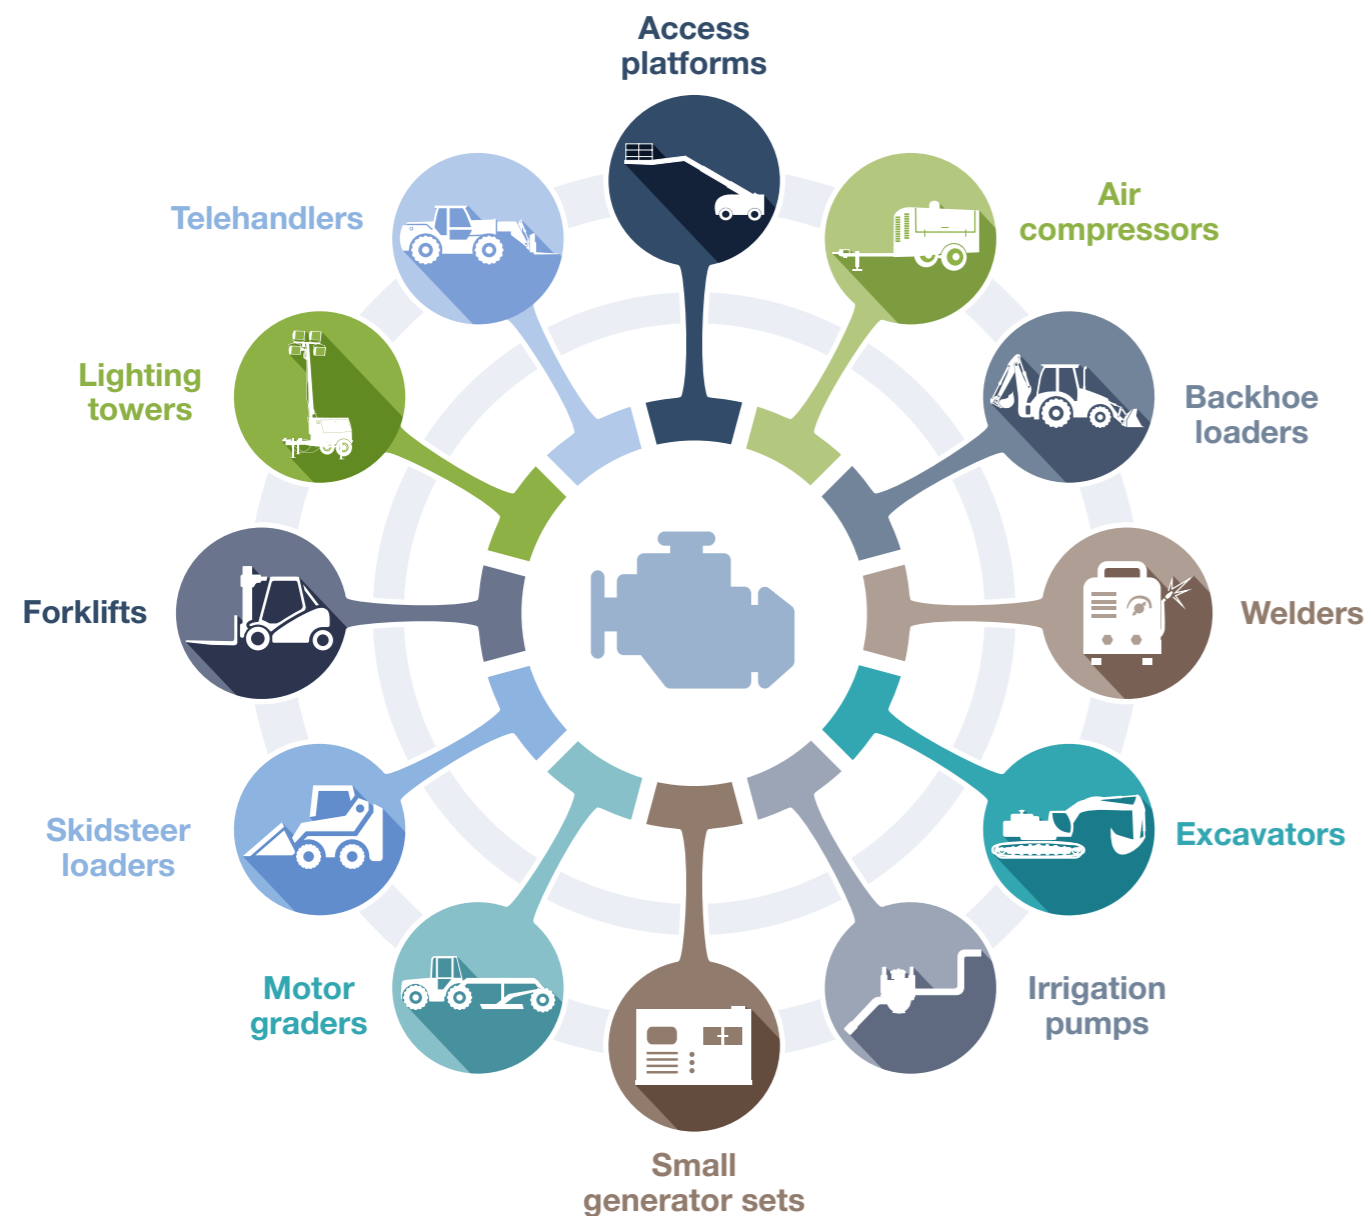 Access
platforms
Air
compressors
Backhoe
loaders
Welders
Excavators
Irrigation
pumps
Small
generator sets
Motor
graders
Skidsteer
loaders
Forklifts
Lighting
towers
Telehandlers